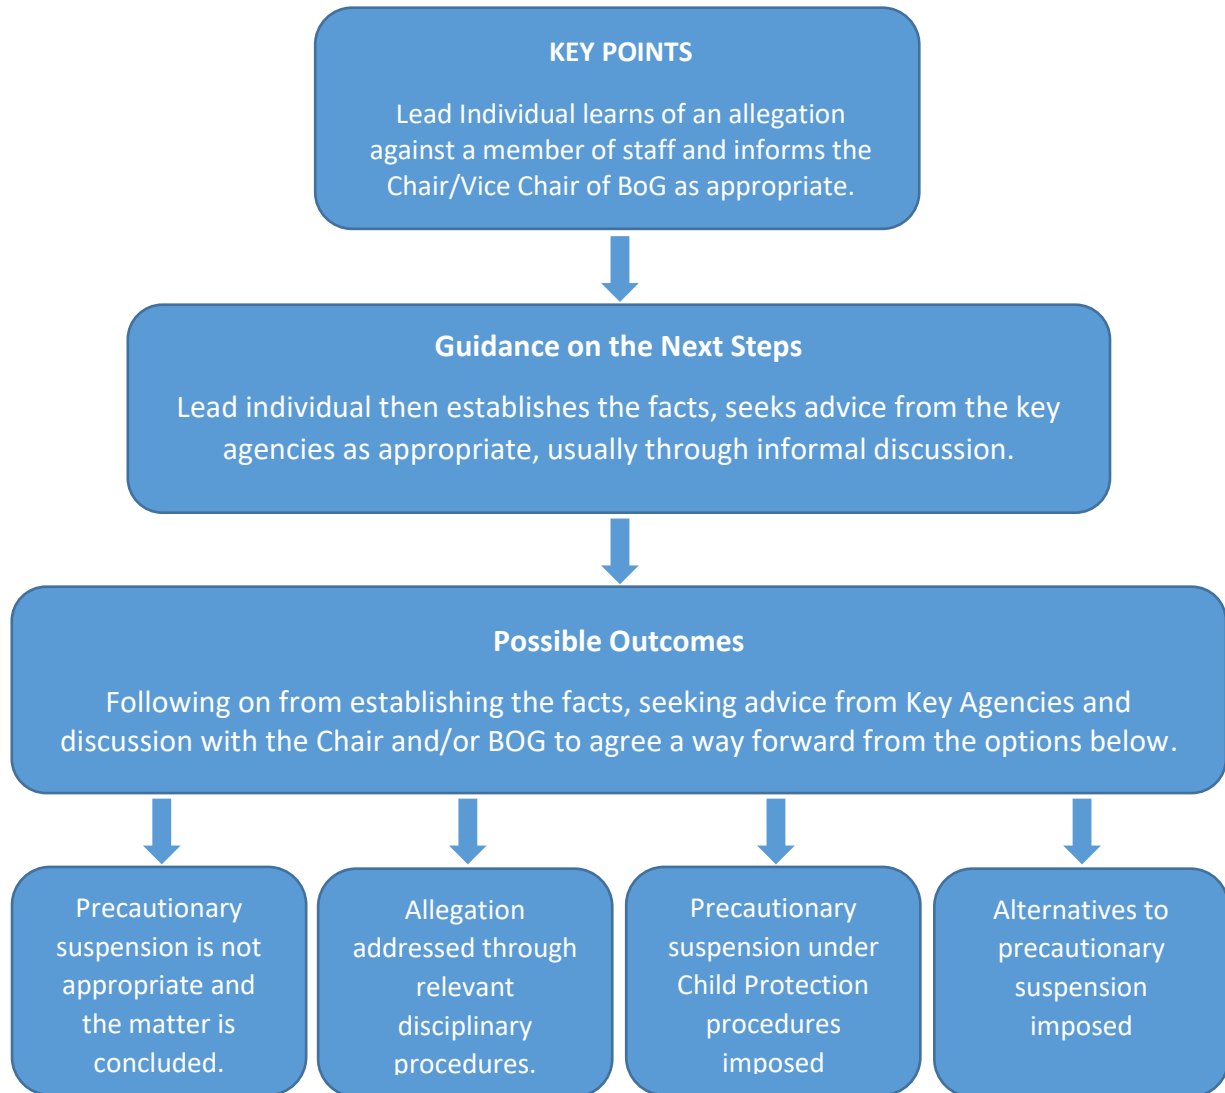 KEY POINTS
Lead Individual learns of an allegation
against a member of staff and informs the
Chair/Vice Chair of BoG as appropriate.
Guidance on the Next Steps
Lead individual then establishes the facts, seeks advice from the key
agencies as appropriate, usually through informal discussion.
Possible Outcomes
Following on from establishing the facts, seeking advice from Key Agencies and
discussion with the Chair and/or BOG to agree a way forward from the options below.
Precautionary
suspension is not
appropriate and
the matter is
concluded.
Allegation
addressed through
relevant
disciplinary
procedures.
Precautionary
suspension under
Child Protection
procedures
imposed
Alternatives to
precautionary
suspension
imposed